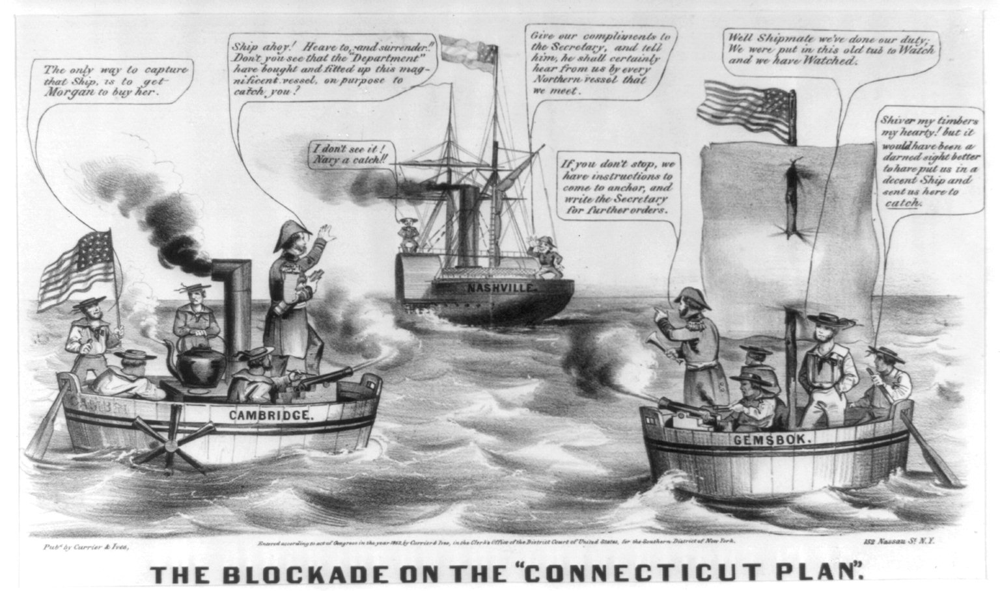 The only way to capture
that Ship, is to get
Morgan to buy her.
Ship ahoy! Heave to, and surrender!!
Don't you see that the "Department"
have bought and fitted up this mag-
nificent vessel, on purpose to
catch you?
I don't see it!
Nary a catch!!
Give our compliments to
the Secretary, and tell
him, he shall certainly
hear from us by every
Northern vessel that
we meet.
If you don't stop, we
have instructions to
come to anchor, and
write the Secretary
for further orders.
Well Shipmate we've done our duty;
We were put in this old tub to Watch
and we have Watched.
Shiver my timbers
my hearty! but it
would have been a
darned sight better
to have put us in a
decent Ship and
sent us here to
catch.
NASHVILLE.
CAMBRIDGE.
GEMSBOK.
Pubd by Currier & Ives,
Entered according to act of Congress in the year 1862, by Currier & Ives, in the Clerk's Office of the District Court of United States, for the Southern District of New York.
152 Nassau St N.Y.
THE BLOCKADE ON THE "CONNECTICUT PLAN".